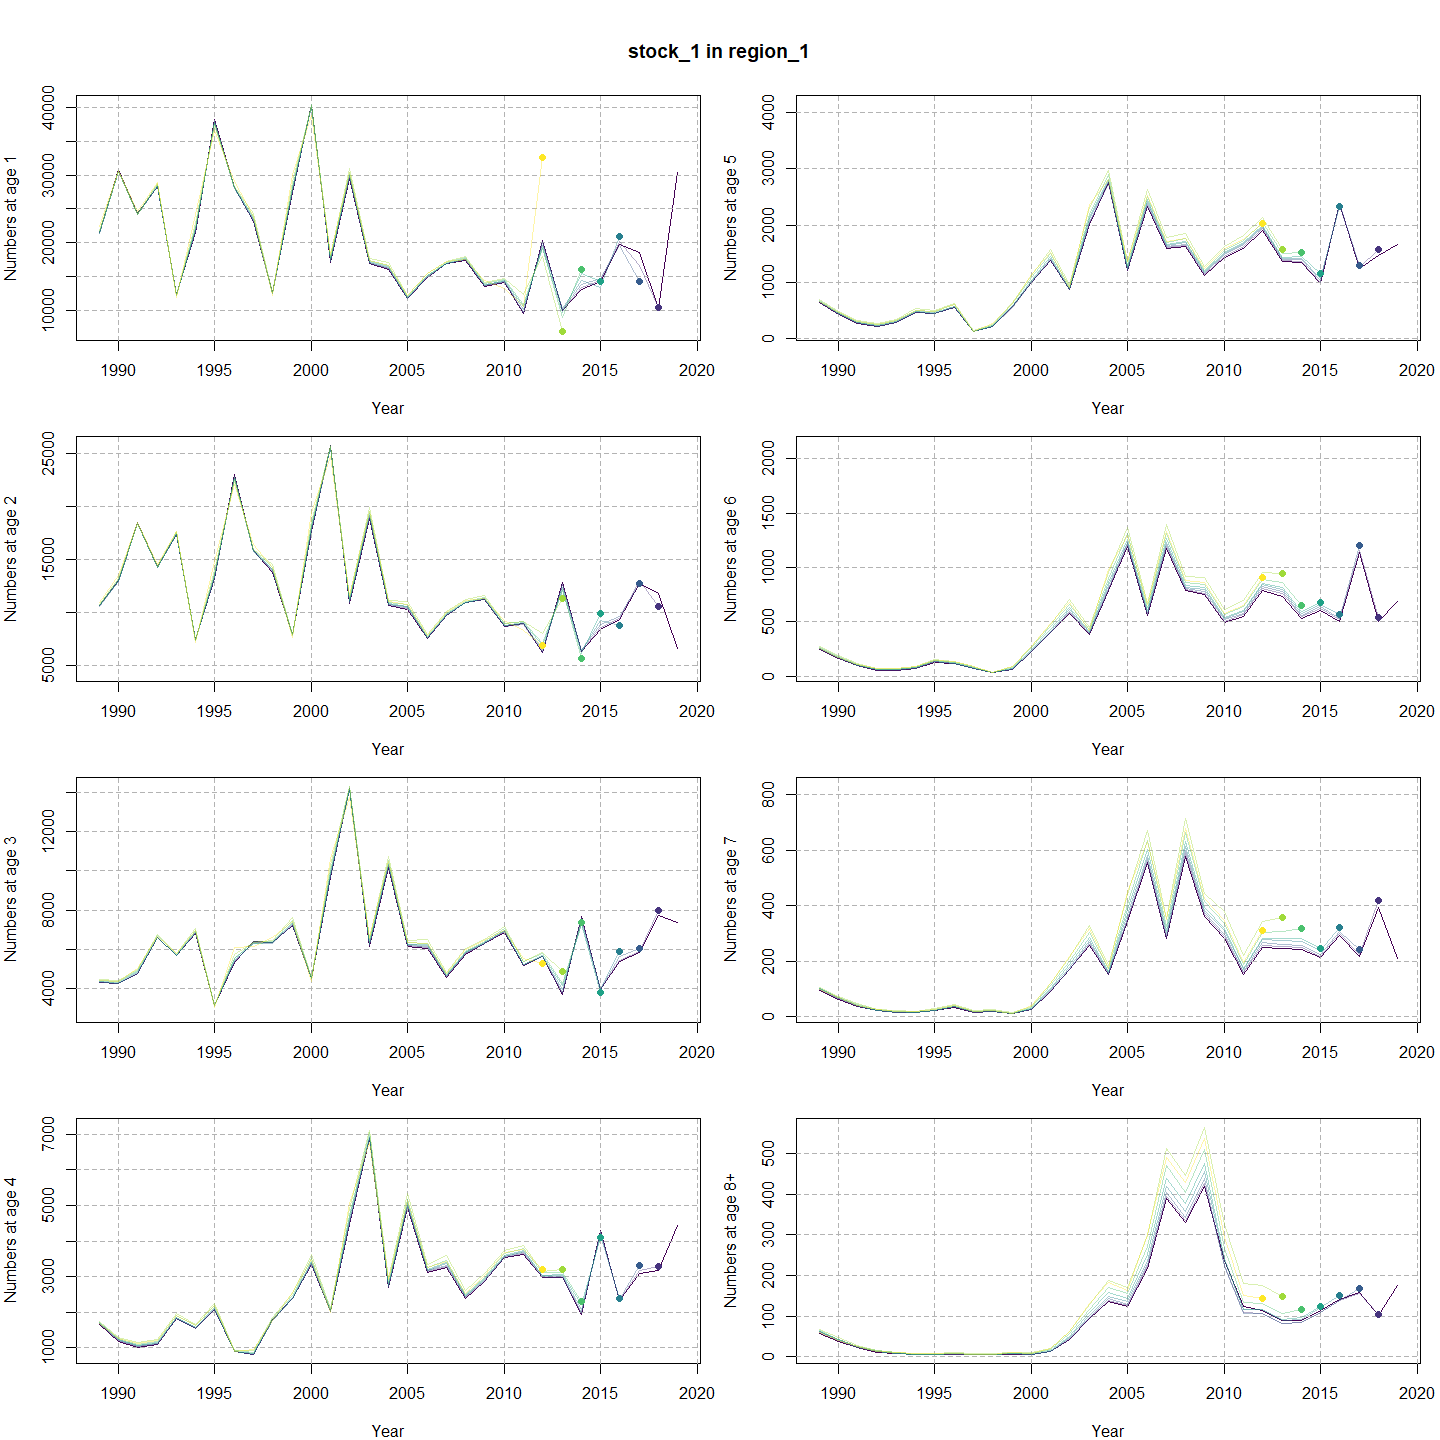 stock_1 in region_1
Numbers at age 1
10000 20000 30000 40000
1990 1995 2000 2005 2010 2015 2020
Year
Numbers at age 5
0 1000 2000 3000 4000
1990 1995 2000 2005 2010 2015 2020
Year
Numbers at age 2
5000 15000 25000
1990 1995 2000 2005 2010 2015 2020
Year
Numbers at age 6
0 500 1000 1500 2000
1990 1995 2000 2005 2010 2015 2020
Year
Numbers at age 3
4000 8000 12000
1990 1995 2000 2005 2010 2015 2020
Year
Numbers at age 7
0 200 400 600 800
1990 1995 2000 2005 2010 2015 2020
Year
Numbers at age 4
1000 3000 5000 7000
1990 1995 2000 2005 2010 2015 2020
Year
Numbers at age 8+
0 100 200 300 400 500
1990 1995 2000 2005 2010 2015 2020
Year